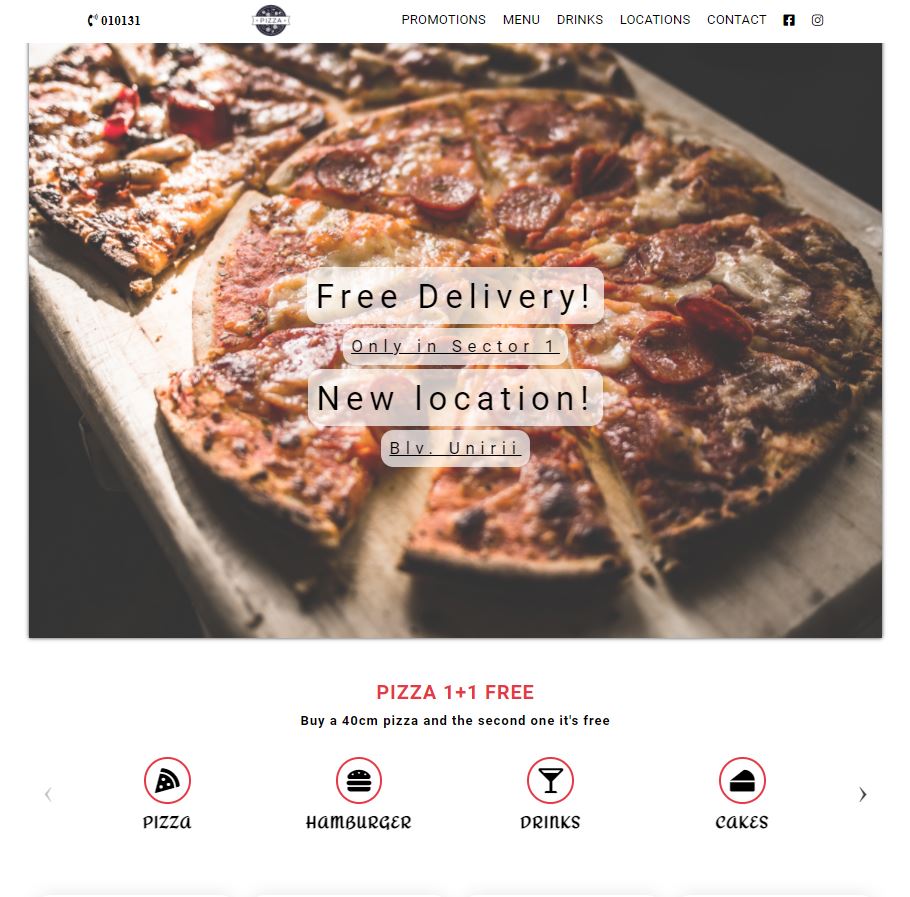 010131
PIZZA
PROMOTIONS MENU DRINKS LOCATIONS CONTACT
Free Delivery!
Only in Sector 1
New location!
Blv. Unirii
PIZZA 1+1 FREE
Buy a 40cm pizza and the second one it's free
PIZZA HAMBURGER DRINKS CAKES